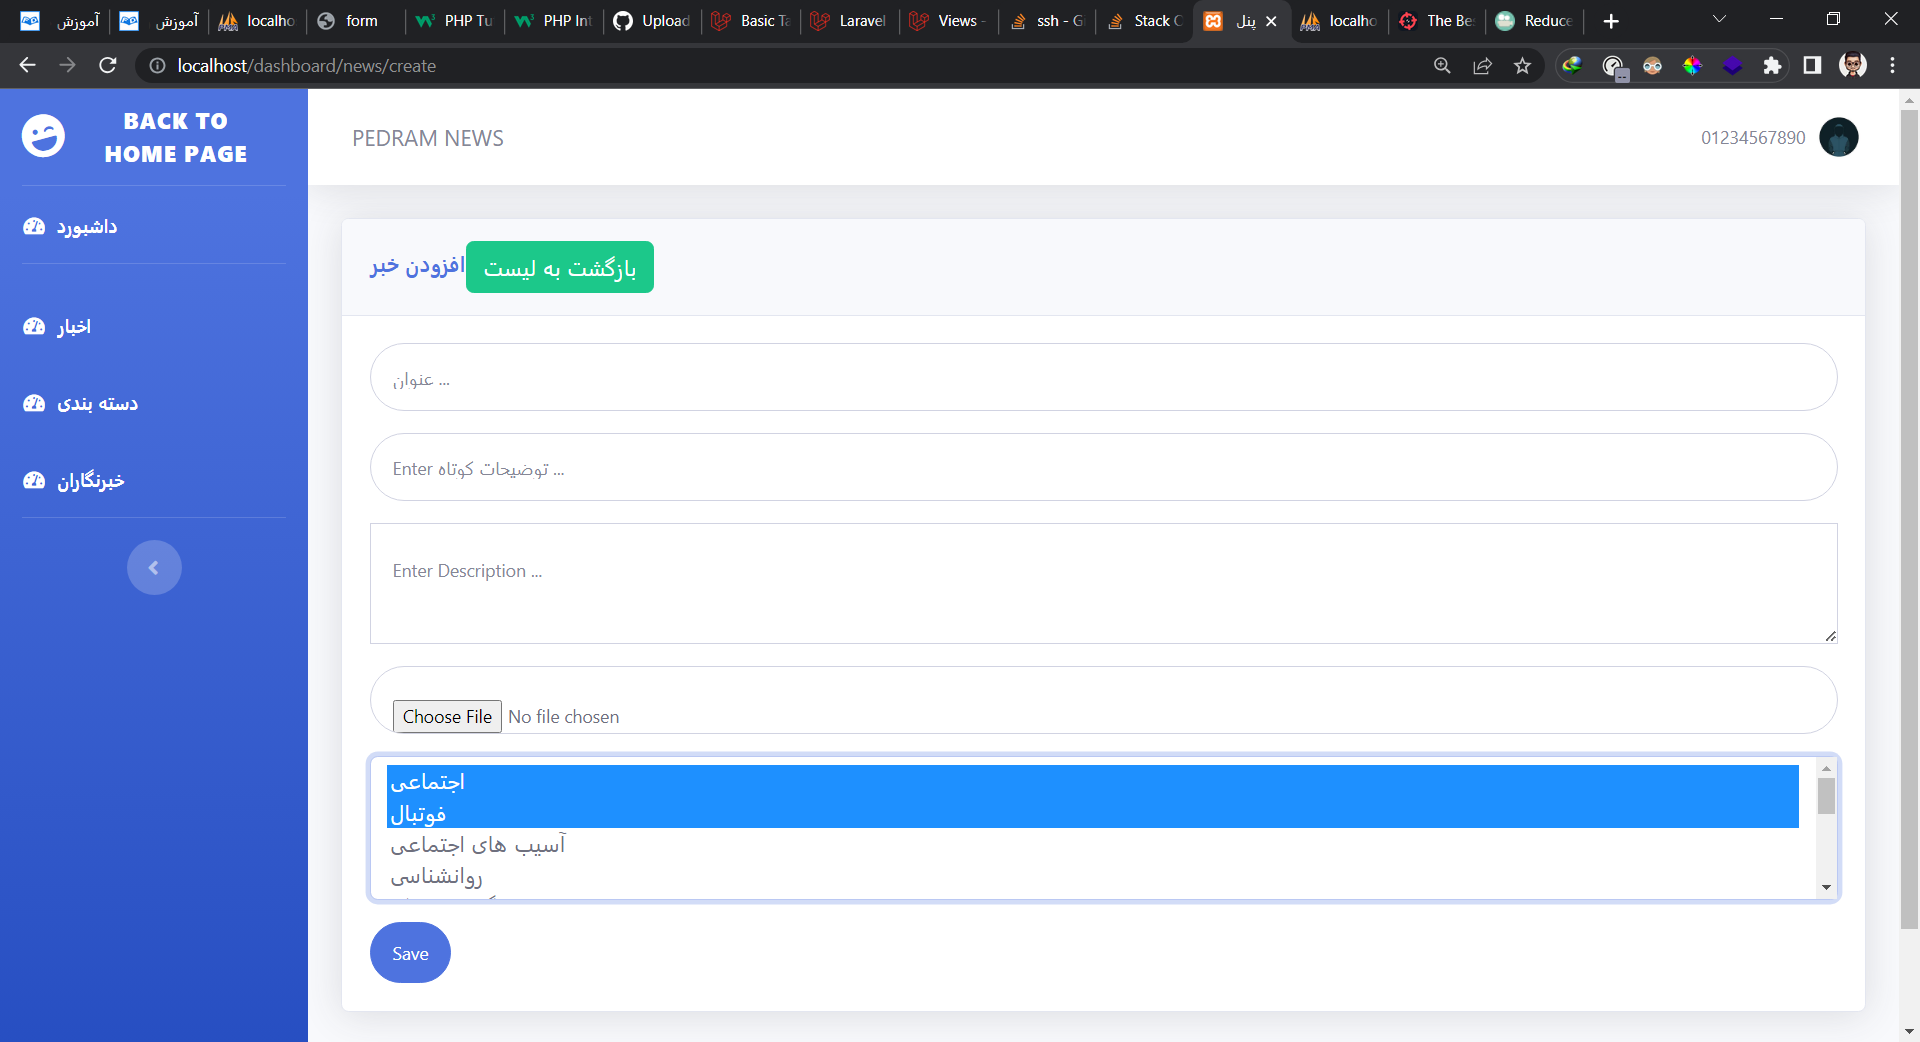 آموزش
آموزش
localho
form
PHP Tu
PHP Int
Upload
Basic Ta
Laravel
Views -
ssh - Gi
Stack O
پنل
localho
The Be
Reduce
localhost/dashboard/news/create
BACK TO
HOME PAGE
داشبورد
اخبار
دسته بندی
خبرنگاران
PEDRAM NEWS
01234567890
افزودن خبر
بازگشت به لیست
عنوان ...
Enter توضیحات کوتاه ...
Enter Description ...
Choose File No file chosen
اجتماعی
فوتبال
آسیب های اجتماعی
روانشناسی
Save